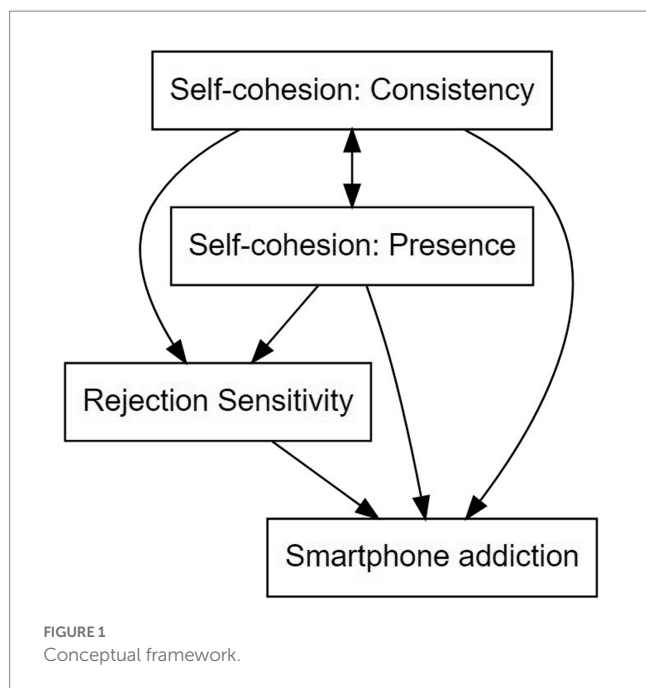 Self-cohesion: Consistency
Self-cohesion: Presence
Rejection Sensitivity
Smartphone addiction
FIGURE 1
Conceptual framework.